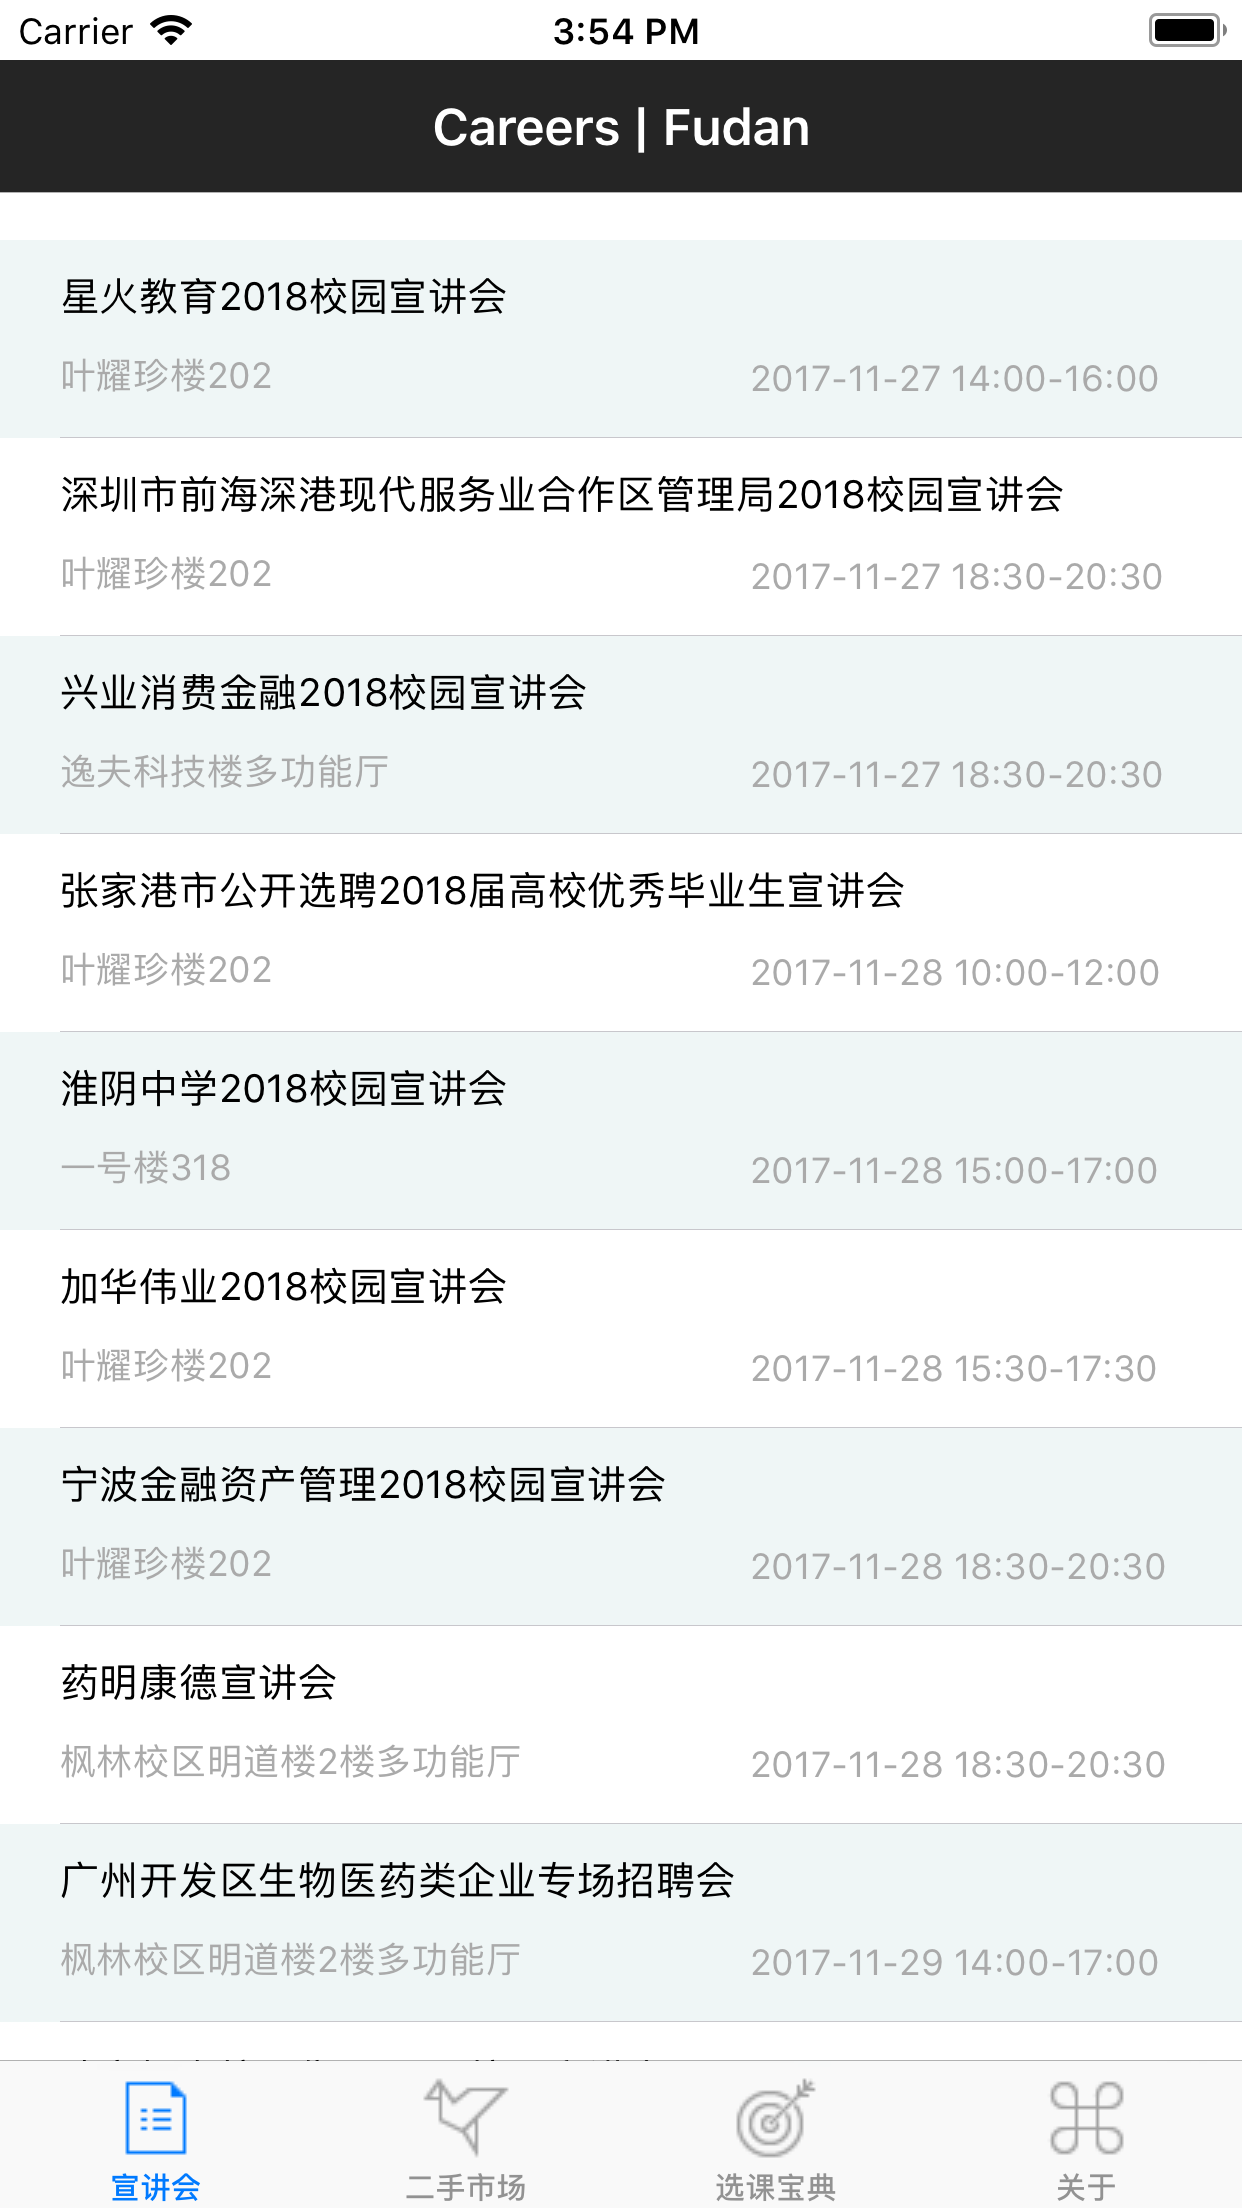 Carrier 3:54 PM
Careers | Fudan
星火教育2018校园宣讲会
叶耀珍楼202 2017-11-27 14:00-16:00
深圳市前海深港现代服务业合作区管理局2018校园宣讲会
叶耀珍楼202 2017-11-27 18:30-20:30
兴业消费金融2018校园宣讲会
逸夫科技楼多功能厅 2017-11-27 18:30-20:30
张家港市公开选聘2018届高校优秀毕业生宣讲会
叶耀珍楼202 2017-11-28 10:00-12:00
淮阴中学2018校园宣讲会
一号楼318 2017-11-28 15:00-17:00
加华伟业2018校园宣讲会
叶耀珍楼202 2017-11-28 15:30-17:30
宁波金融资产管理2018校园宣讲会
叶耀珍楼202 2017-11-28 18:30-20:30
药明康德宣讲会
枫林校区明道楼2楼多功能厅 2017-11-28 18:30-20:30
广州开发区生物医药类企业专场招聘会
枫林校区明道楼2楼多功能厅 2017-11-29 14:00-17:00
宣讲会 二手市场 选课宝典 关于